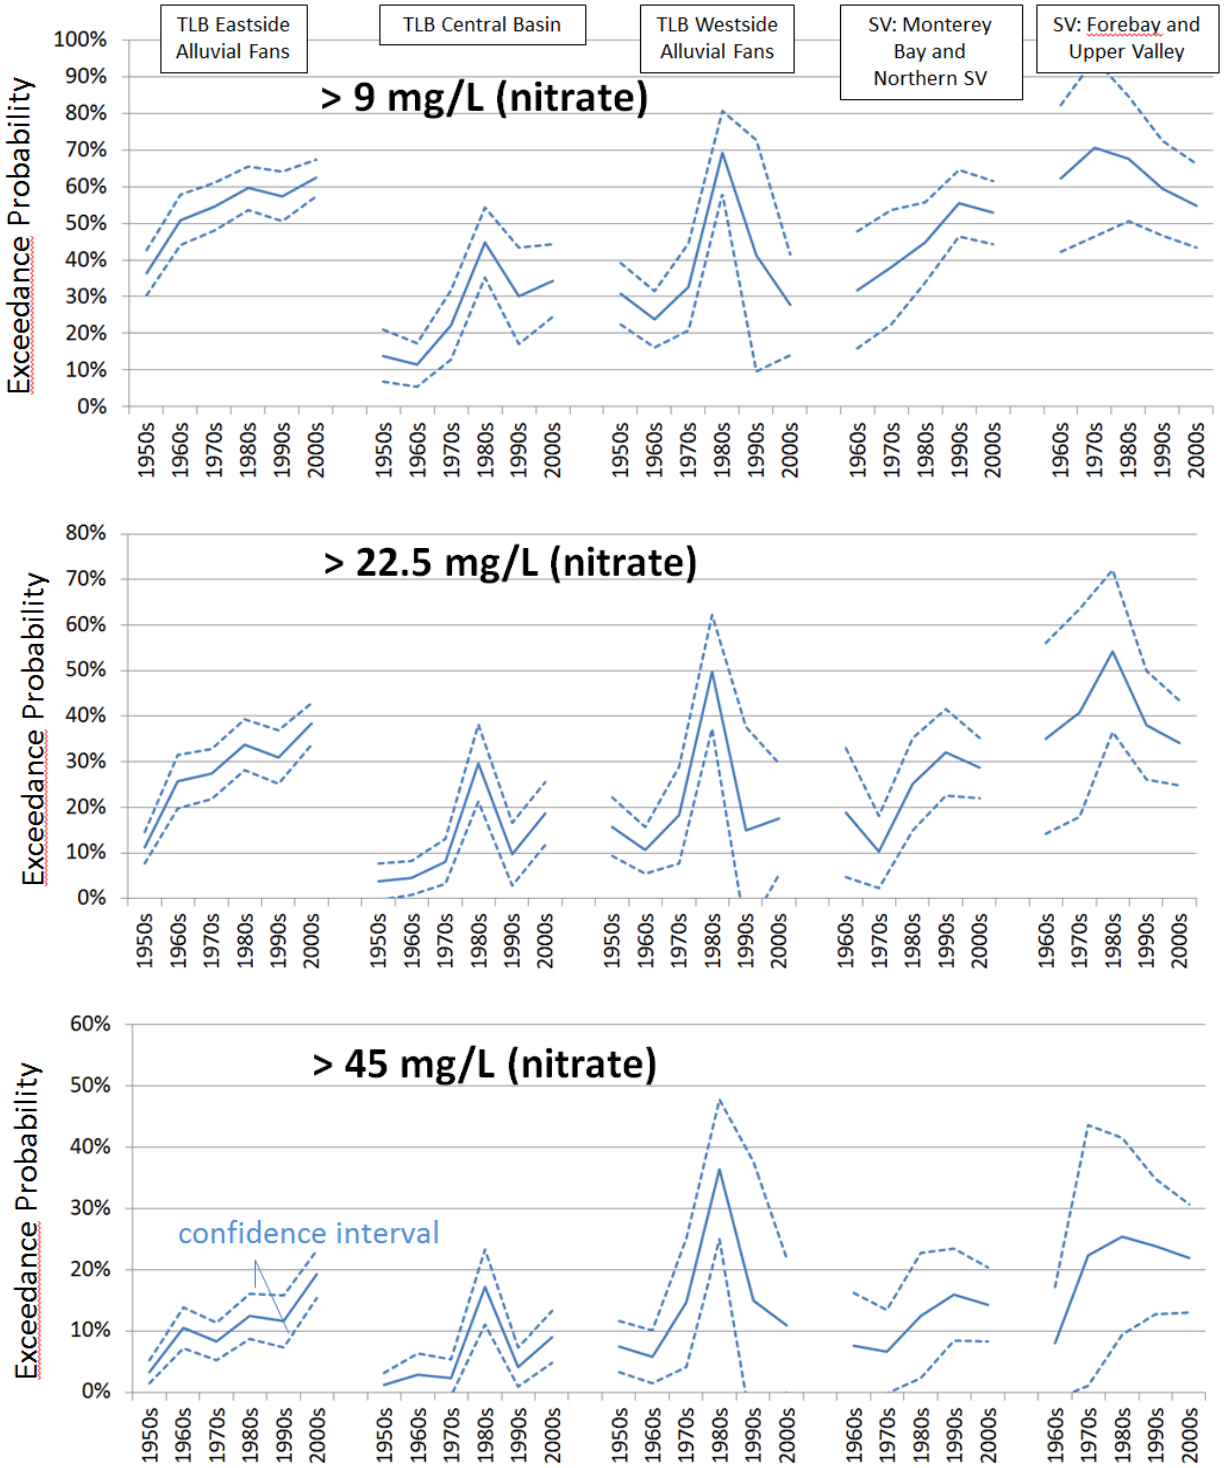 TLB Eastside
Alluvial Fans
TLB Central Basin
TLB Westside
Alluvial Fans
SV: Monterey
Bay and
Northern SV
SV: Forebay and
Upper Valley
> 9 mg/L (nitrate)
Exceedance Probability
100%
90%
80%
70%
60%
50%
40%
30%
20%
10%
0%
1950s 1960s 1970s 1980s 1990s 2000s 1950s 1960s 1970s 1980s 1990s 2000s 1950s 1960s 1970s 1980s 1990s 2000s 1960s 1970s 1980s 1990s 2000s 1960s 1970s 1980s 1990s 2000s
> 22.5 mg/L (nitrate)
Exceedance Probability
80%
70%
60%
50%
40%
30%
20%
10%
0%
1950s 1960s 1970s 1980s 1990s 2000s 1950s 1960s 1970s 1980s 1990s 2000s 1950s 1960s 1970s 1980s 1990s 2000s 1960s 1970s 1980s 1990s 2000s 1960s 1970s 1980s 1990s 2000s
> 45 mg/L (nitrate)
Exceedance Probability
60%
50%
40%
30%
20%
10%
0%
confidence interval
1950s 1960s 1970s 1980s 1990s 2000s 1950s 1960s 1970s 1980s 1990s 2000s 1950s 1960s 1970s 1980s 1990s 2000s 1960s 1970s 1980s 1990s 2000s 1960s 1970s 1980s 1990s 2000s